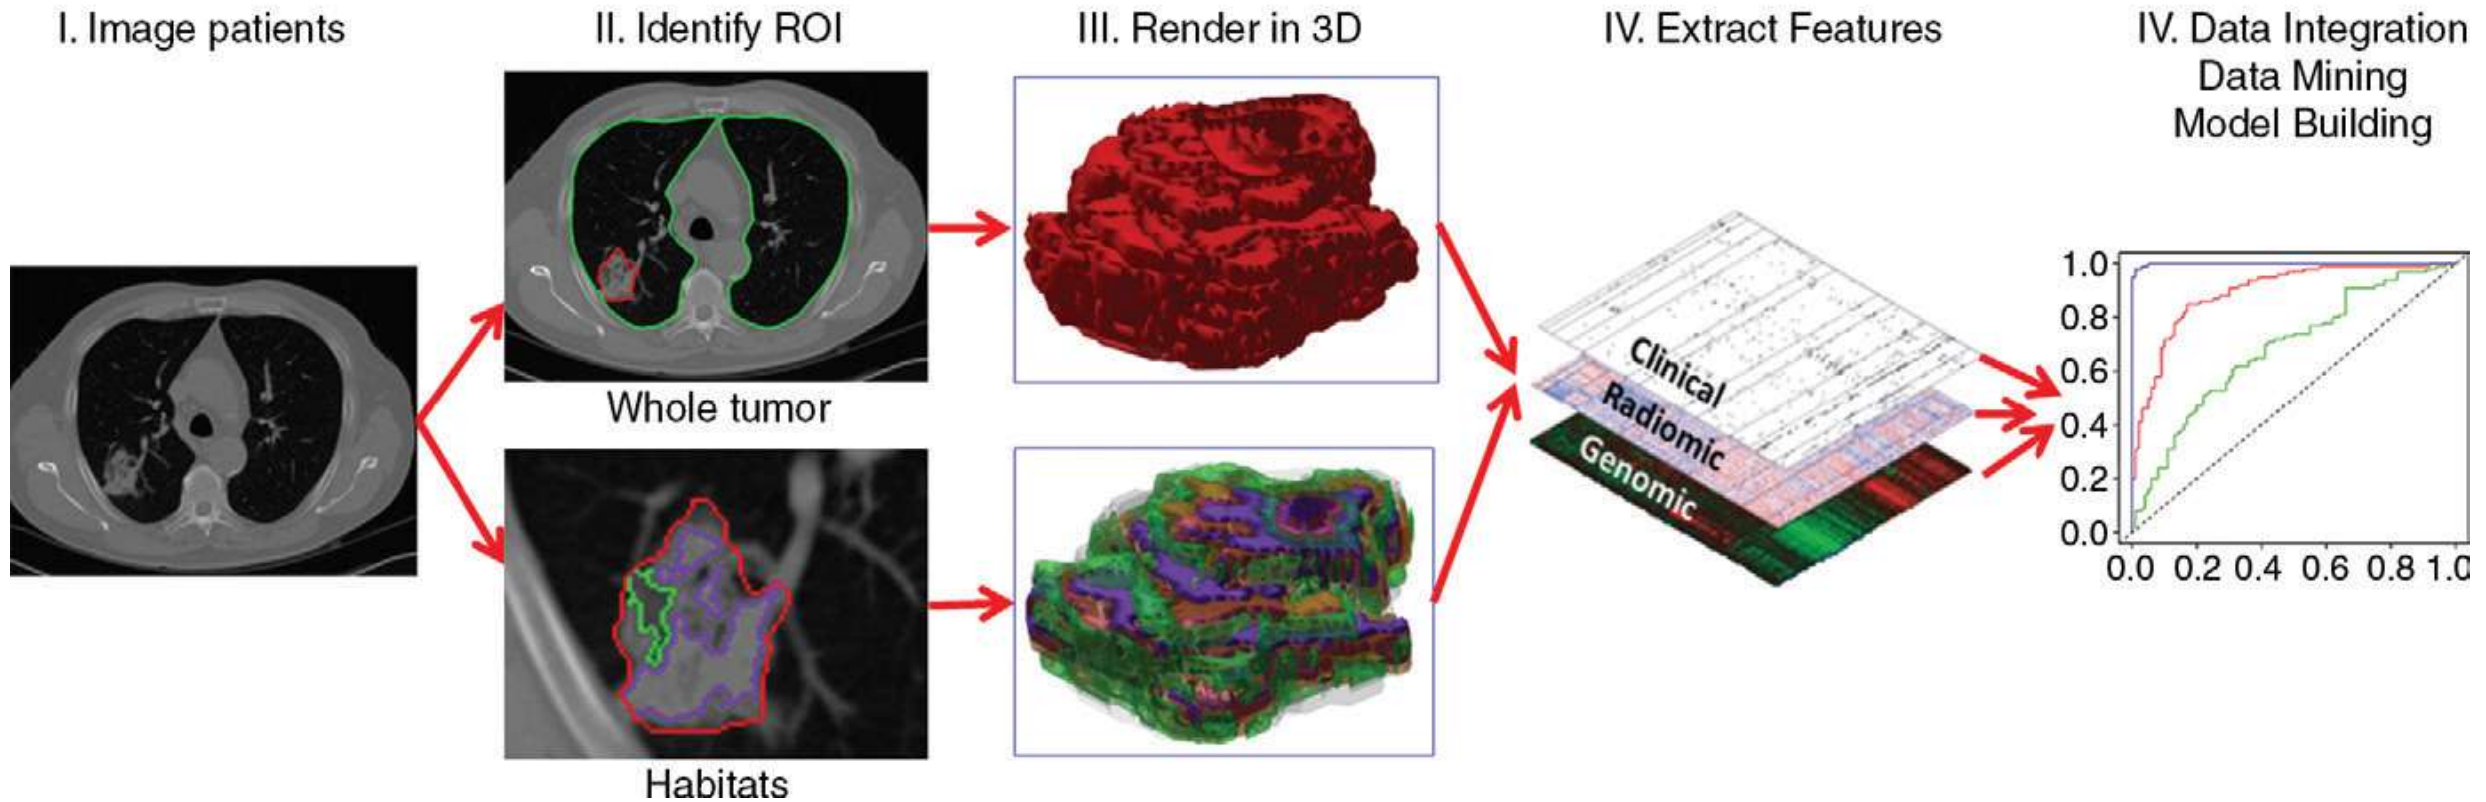 I. Image patients
II. Identify ROI
III. Render in 3D
IV. Extract Features
IV. Data Integration
Data Mining
Model Building
Whole tumor
Habitats
Clinical
Radiomic
Genomic
1.0
0.8
0.6
0.4
0.2
0.0
0.0 0.2 0.4 0.6 0.8 1.0